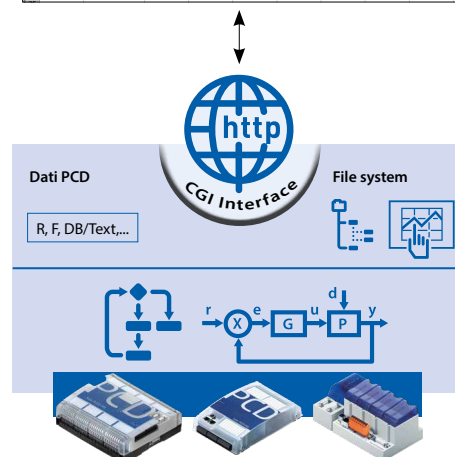 http
CGI Interface
Dati PCD
File system
R, F, DB/Text,...
d
r
e
u
y
X
G
P
PCD
PCD